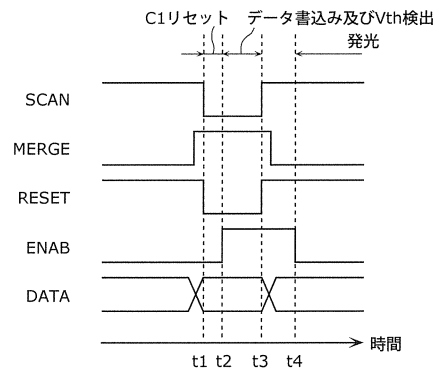 C1リセット データ書込み及びVth検出
発光
SCAN
MERGE
RESET
ENAB
DATA
時間
t1 t2 t3 t4